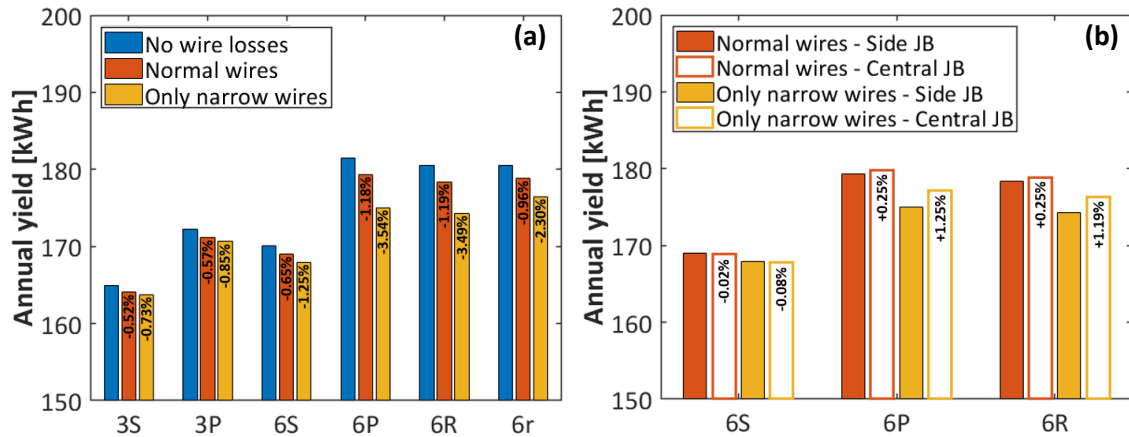 (a)
Annual yield [kWh]
200
190
180
170
160
150
No wire losses
Normal wires
Only narrow wires
-0.52%
-0.73%
-0.57%
-0.85%
-0.65%
-1.25%
-1.18%
-3.54%
-1.19%
-3.49%
-0.96%
-2.30%
3S 3P 6S 6P 6R 6r
(b)
Annual yield [kWh]
200
190
180
170
160
150
Normal wires - Side JB
Normal wires - Central JB
Only narrow wires - Side JB
Only narrow wires - Central JB
-0.02%
-0.08%
+0.25%
+1.25%
+0.25%
+1.19%
6S 6P 6R